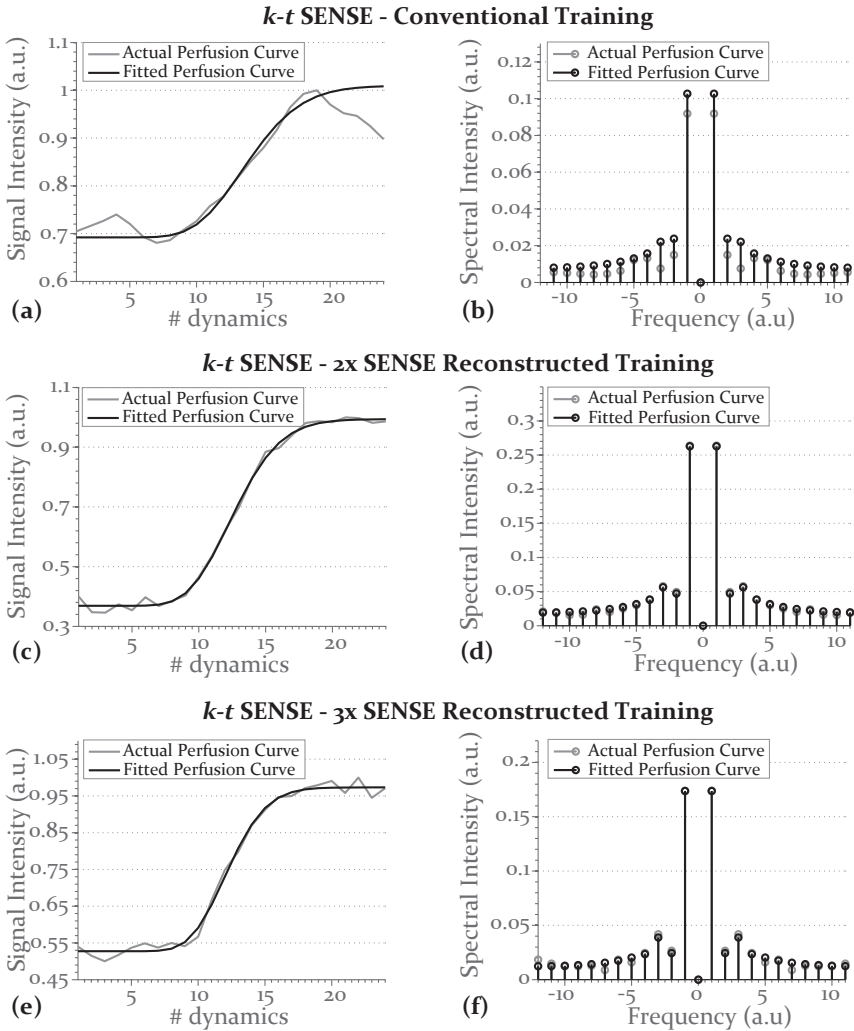 k-t SENSE - Conventional Training
Actual Perfusion Curve
Fitted Perfusion Curve
Signal Intensity (a.u.)
1.1
1
0.9
0.8
0.7
0.6
5
10
15
20
# dynamics
(a)
Actual Perfusion Curve
Fitted Perfusion Curve
Spectral Intensity (a.u.)
0.12
0.1
0.08
0.06
0.04
0.02
0
-10
-5
0
5
10
Frequency (a.u)
(b)
k-t SENSE - 2x SENSE Reconstructed Training
Actual Perfusion Curve
Fitted Perfusion Curve
Signal Intensity (a.u.)
1.1
0.9
0.7
0.5
0.3
5
10
15
20
# dynamics
(c)
Actual Perfusion Curve
Fitted Perfusion Curve
Spectral Intensity (a.u.)
0.3
0.25
0.2
0.15
0.1
0.05
0
-10
-5
0
5
10
Frequency (a.u)
(d)
k-t SENSE - 3x SENSE Reconstructed Training
Actual Perfusion Curve
Fitted Perfusion Curve
Signal Intensity (a.u.)
1.05
0.95
0.85
0.75
0.65
0.55
0.45
5
10
15
20
# dynamics
(e)
Actual Perfusion Curve
Fitted Perfusion Curve
Spectral Intensity (a.u.)
0.2
0.15
0.1
0.05
0
-10
-5
0
5
10
Frequency (a.u)
(f)